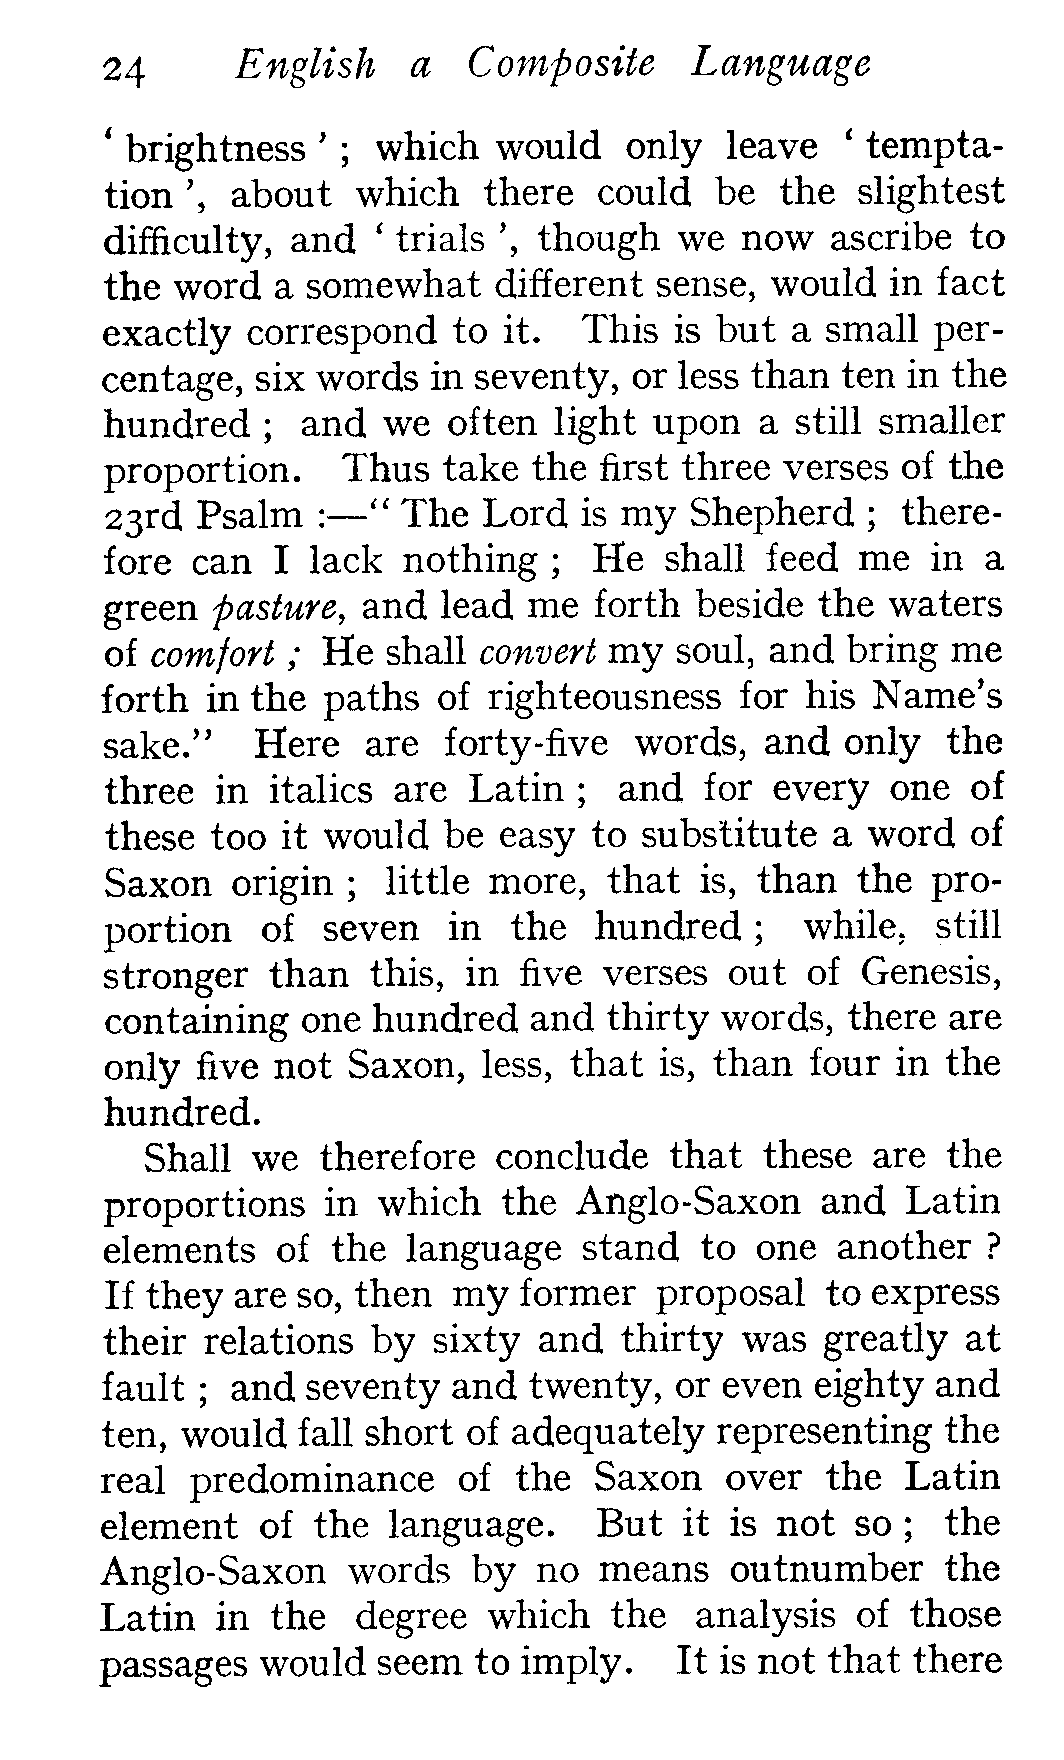 24 English a Composite Language
‘ brightness ’ ; which would only leave ‘ tempta-
tion ’, about which there could be the slightest
difficulty, and ‘ trials ’, though we now ascribe to
the word a somewhat different sense, would in fact
exactly correspond to it. This is but a small per-
centage, six words in seventy, or less than ten in the
hundred ; and we often light upon a still smaller
proportion. Thus take the first three verses of the
23rd Psalm :—“ The Lord is my Shepherd ; there-
fore can I lack nothing ; He shall feed me in a
green pasture, and lead me forth beside the waters
of comfort ; He shall convert my soul, and bring me
forth in the paths of righteousness for his Name’s
sake.” Here are forty-five words, and only the
three in italics are Latin ; and for every one of
these too it would be easy to substitute a word of
Saxon origin ; little more, that is, than the pro-
portion of seven in the hundred ; while, still
stronger than this, in five verses out of Genesis,
containing one hundred and thirty words, there are
only five not Saxon, less, that is, than four in the
hundred.
Shall we therefore conclude that these are the
proportions in which the Anglo-Saxon and Latin
elements of the language stand to one another ?
If they are so, then my former proposal to express
their relations by sixty and thirty was greatly at
fault ; and seventy and twenty, or even eighty and
ten, would fall short of adequately representing the
real predominance of the Saxon over the Latin
element of the language. But it is not so ; the
Anglo-Saxon words by no means outnumber the
Latin in the degree which the analysis of those
passages would seem to imply. It is not that there